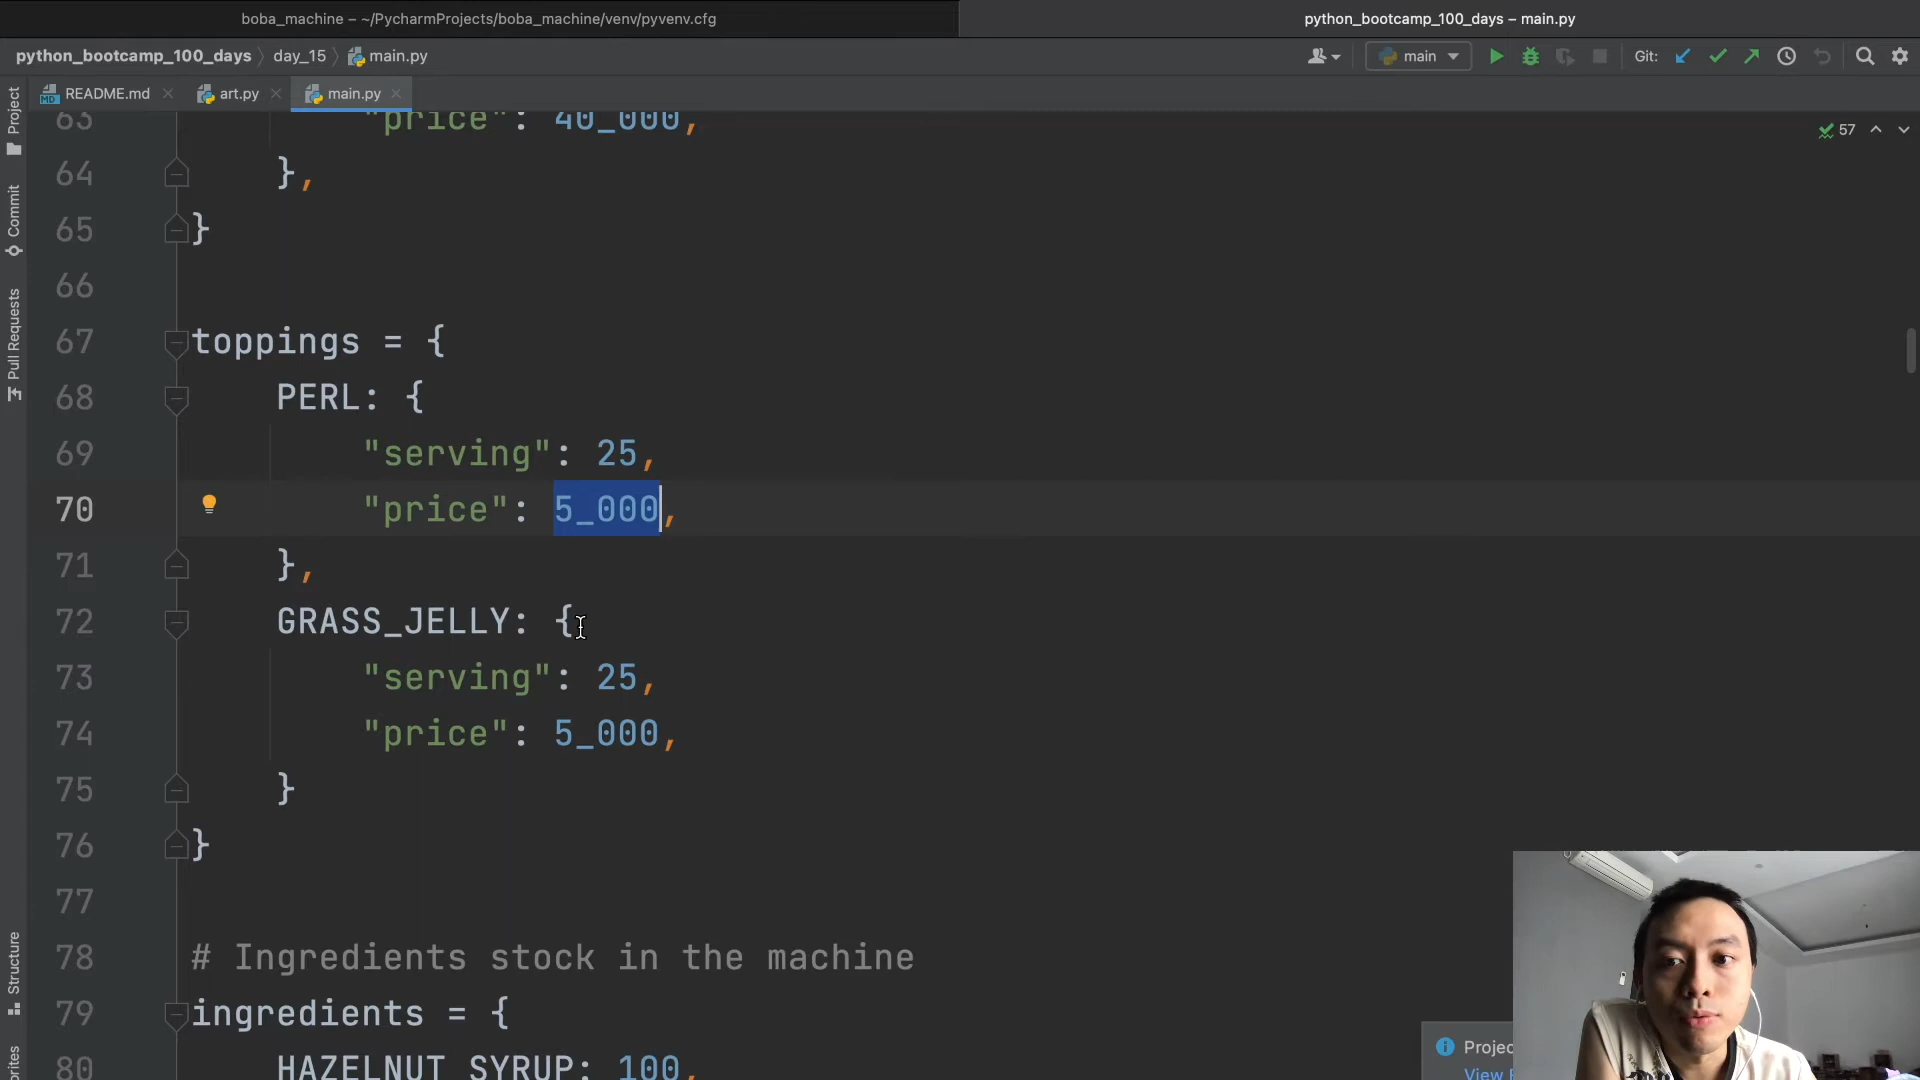 boba_machine – ~/PycharmProjects/boba_machine/venv/pyvenv.cfg
python_bootcamp_100_days – main.py
python_bootcamp_100_days day_15 main.py
main
Git:
README.md
art.py
main.py
57
Project
Commit
Pull Requests
Structure
63 "price": 40_000,
64 },
65 }
66
67 toppings = {
68 PERL: {
69 "serving": 25,
70 "price": 5_000,
71 },
72 GRASS_JELLY: {
73 "serving": 25,
74 "price": 5_000,
75 }
76 }
77
78 # Ingredients stock in the machine
79 ingredients = {
80 HAZELNUT_SYRUP: 100,